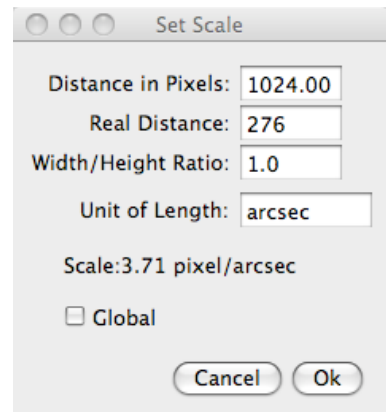 Set Scale
Distance in Pixels: 1024.00
Real Distance: 276
Width/Height Ratio: 1.0
Unit of Length: arcsec
Scale:3.71 pixel/arcsec
Global
Cancel Ok